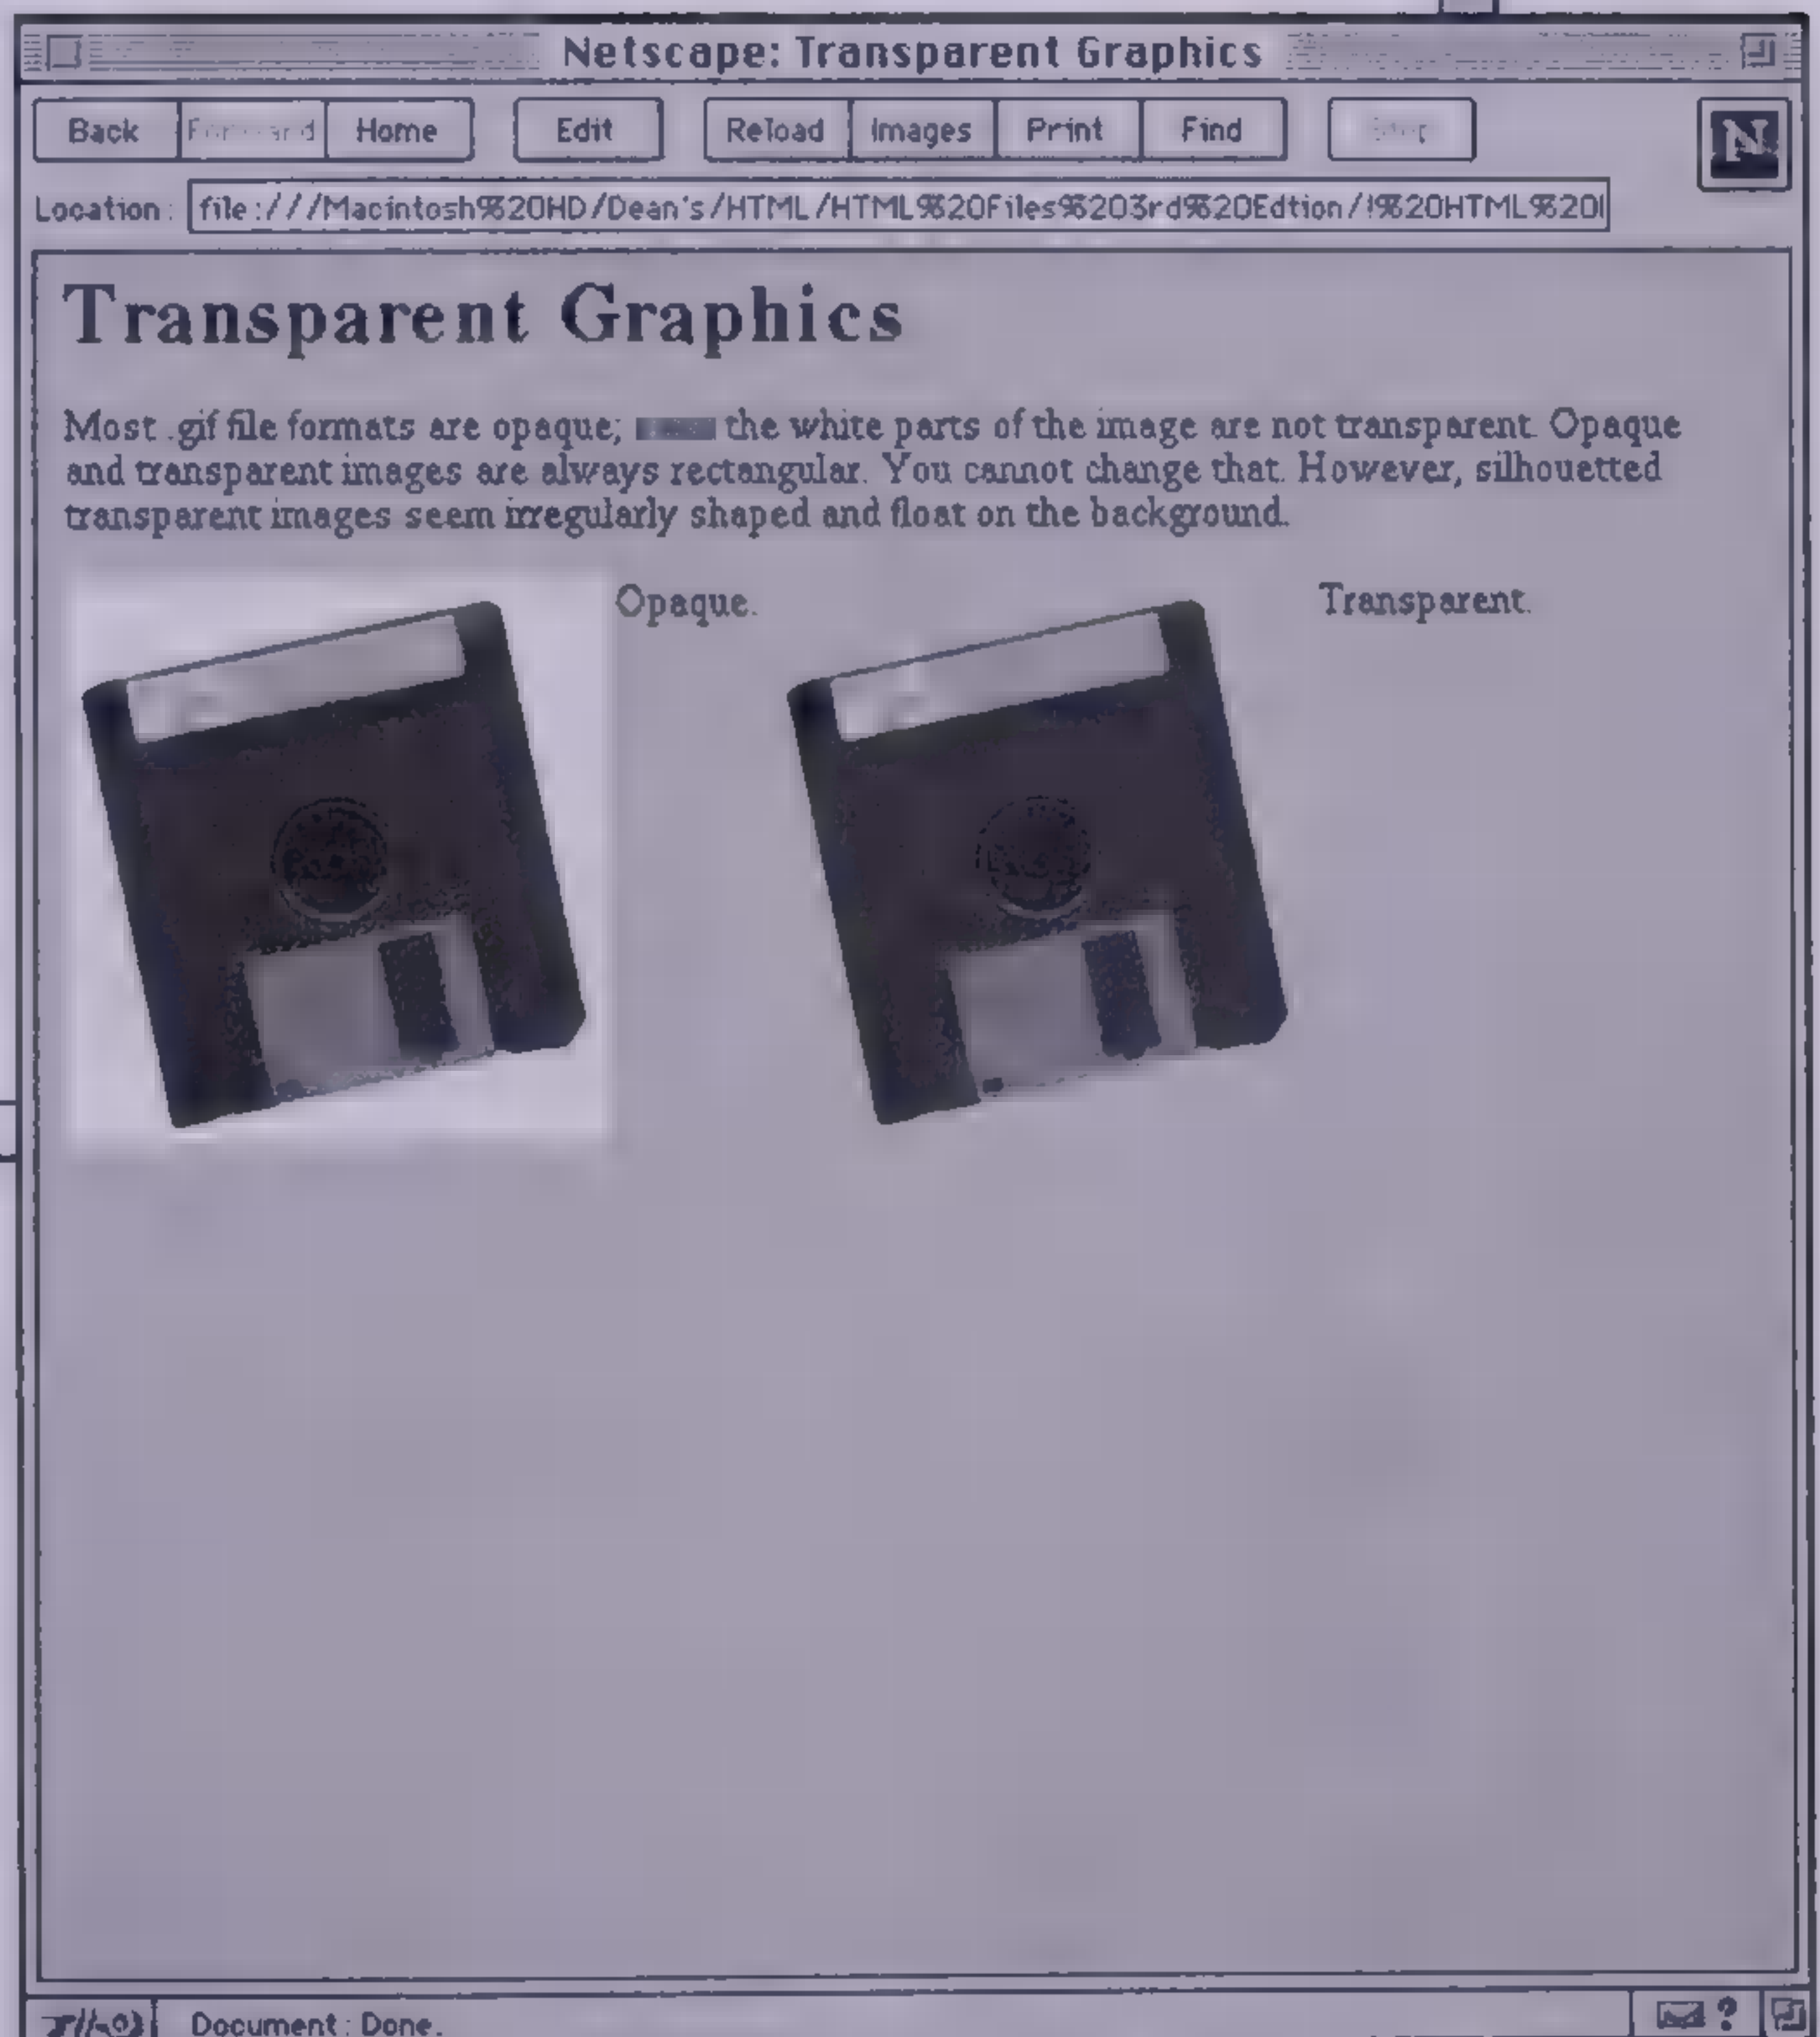 Netscape: Transparent Graphics
Back Forward Home Edit Reload Images Print Find
N
Location: file:///Macintosh%20HD/Dean's/HTML/HTML%20Files%203rd%20Edtion/!%20HTML%20
Transparent Graphics
Most .gif file formats are opaque; the white parts of the image are not transparent. Opaque
and transparent images are always rectangular. You cannot change that. However, silhouetted
transparent images seem irregularly shaped and float on the background.
Opaque.
Transparent.
Document: Done.
?